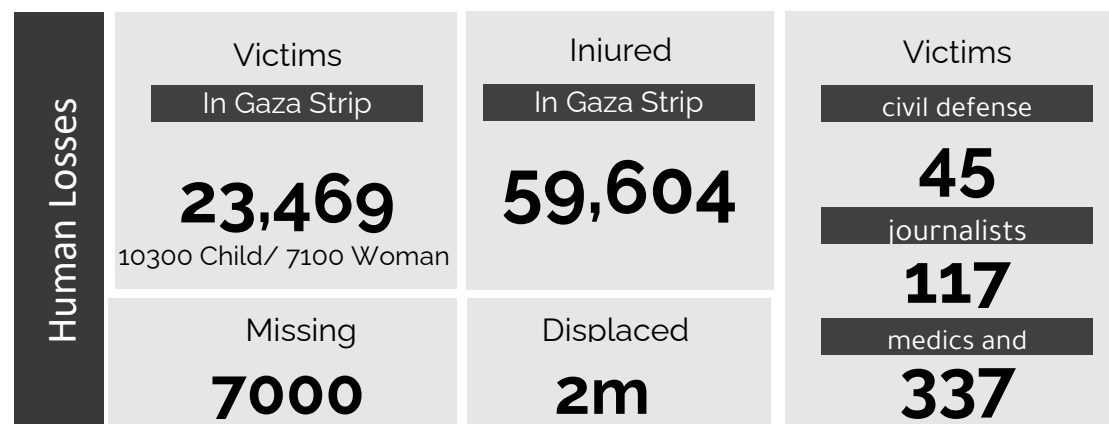 Human Losses
Victims
In Gaza Strip
23,469
10300 Child/ 7100 Woman
Injured
In Gaza Strip
59,604
Missing
7000
Displaced
2m
Victims
civil defense
45
journalists
117
medics and
337